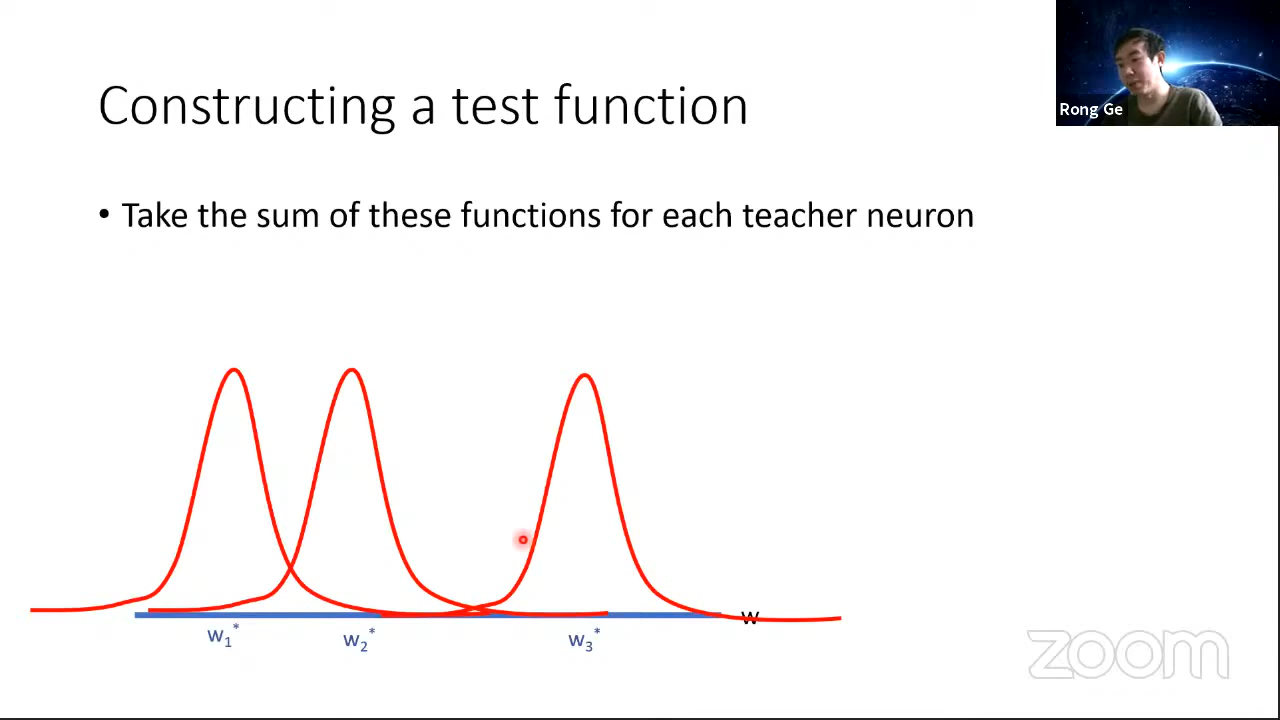 Constructing a test function
Rong Ge
• Take the sum of these functions for each teacher neuron
w
w₁*
w₂*
w₃*
zoom